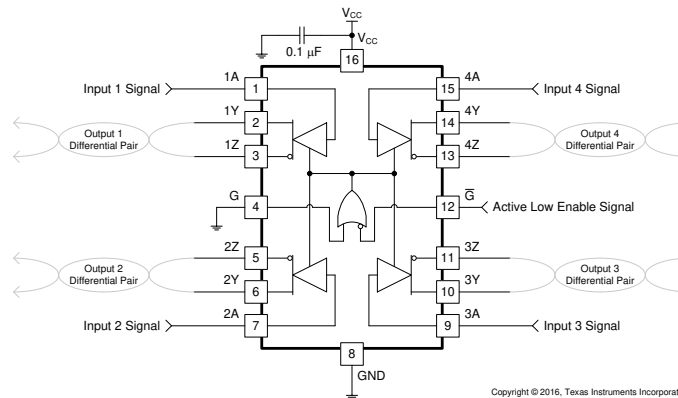 VCC
VCC
0.1 μF
16
1A
Input 1 Signal
1
4A
15
Input 4 Signal
1Y
2
4Y
14
Output 1
Differential Pair
Output 4
Differential Pair
1Z
3
4Z
13
G
4
G̅
12
Active Low Enable Signal
2Z
5
3Z
11
Output 2
Differential Pair
Output 3
Differential Pair
2Y
6
3Y
10
2A
Input 2 Signal
7
3A
9
Input 3 Signal
8
GND
Copyright © 2016, Texas Instruments Incorporat